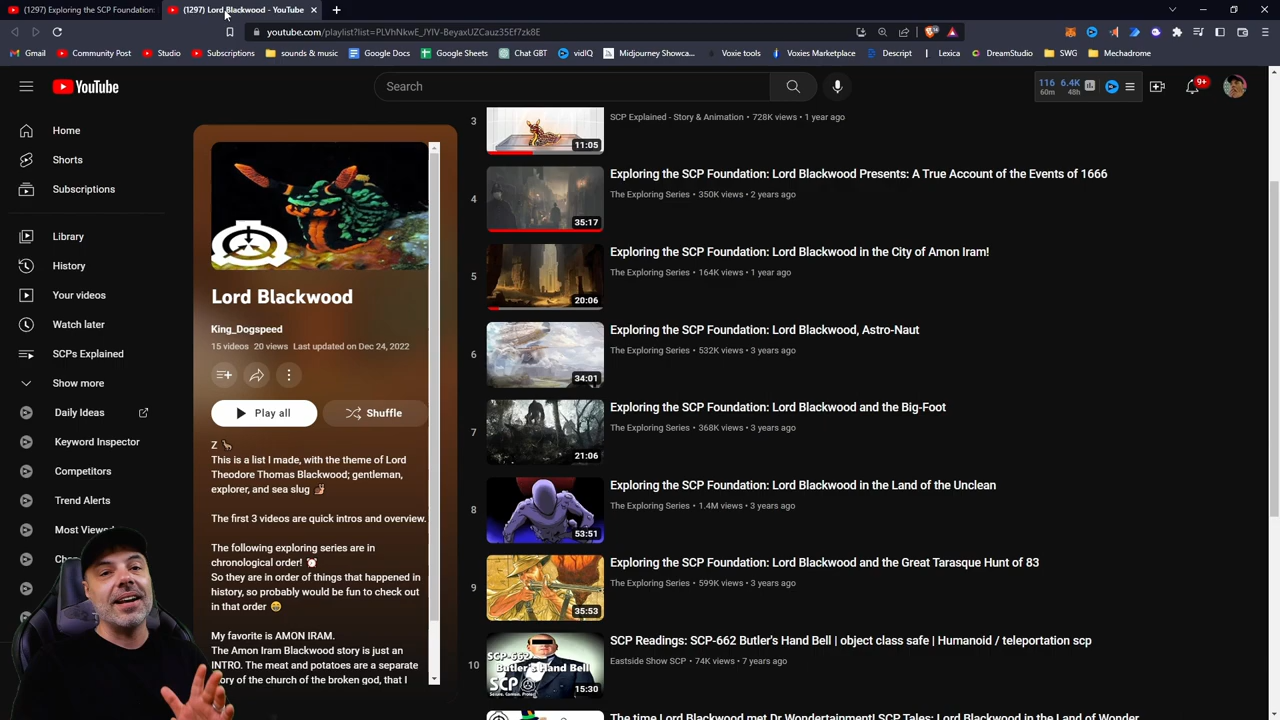 (1297) Exploring the SCP Foundation:
(1297) Lord Blackwood - YouTube
youtube.com/playlist?list=PLVhNkwE_JYIV-BeyaxUZCauz35Ef7zk8E
Gmail
Community Post
Studio
Subscriptions
sounds & music
Google Docs
Google Sheets
Chat GBT
vidIQ
Midjourney Showca...
Voxie tools
Voxies Marketplace
Descript
Lexica
DreamStudio
SWG
Mechadrome
YouTube
Search
116 6.4K
60m 48h
9+
Home
Shorts
Subscriptions
Library
History
Your videos
Watch later
SCPs Explained
Show more
Daily Ideas
Keyword Inspector
Competitors
Trend Alerts
Most Viewed
Lord Blackwood
King_Dogspeed
15 videos 20 views Last updated on Dec 24, 2022
Play all
Shuffle
Z 🦒
This is a list I made, with the theme of Lord
Theodore Thomas Blackwood; gentleman,
explorer, and sea slug
The first 3 videos are quick intros and overview.
The following exploring series are in
chronological order! ⏰
So they are in order of things that happened in
history, so probably would be fun to check out
in that order 😄
My favorite is AMON IRAM.
The Amon Iram Blackwood story is just an
INTRO. The meat and potatoes are a separate
story of the church of the broken god, that I
3
11:05
SCP Explained - Story & Animation • 728K views • 1 year ago
4
35:17
Exploring the SCP Foundation: Lord Blackwood Presents: A True Account of the Events of 1666
The Exploring Series • 350K views • 2 years ago
5
20:06
Exploring the SCP Foundation: Lord Blackwood in the City of Amon Iram!
The Exploring Series • 164K views • 1 year ago
6
34:01
Exploring the SCP Foundation: Lord Blackwood, Astro-Naut
The Exploring Series • 532K views • 3 years ago
7
21:06
Exploring the SCP Foundation: Lord Blackwood and the Big-Foot
The Exploring Series • 368K views • 3 years ago
8
53:51
Exploring the SCP Foundation: Lord Blackwood in the Land of the Unclean
The Exploring Series • 1.4M views • 3 years ago
9
35:53
Exploring the SCP Foundation: Lord Blackwood and the Great Tarasque Hunt of 83
The Exploring Series • 599K views • 3 years ago
10
SCP-662
Butler's Hand Bell
SCP
Secure. Contain. Protect.
15:30
SCP Readings: SCP-662 Butler's Hand Bell | object class safe | Humanoid / teleportation scp
Eastside Show SCP • 74K views • 7 years ago
The time Lord Blackwood met Dr Wondertainment! SCP Tales: Lord Blackwood in the Land of Wonder